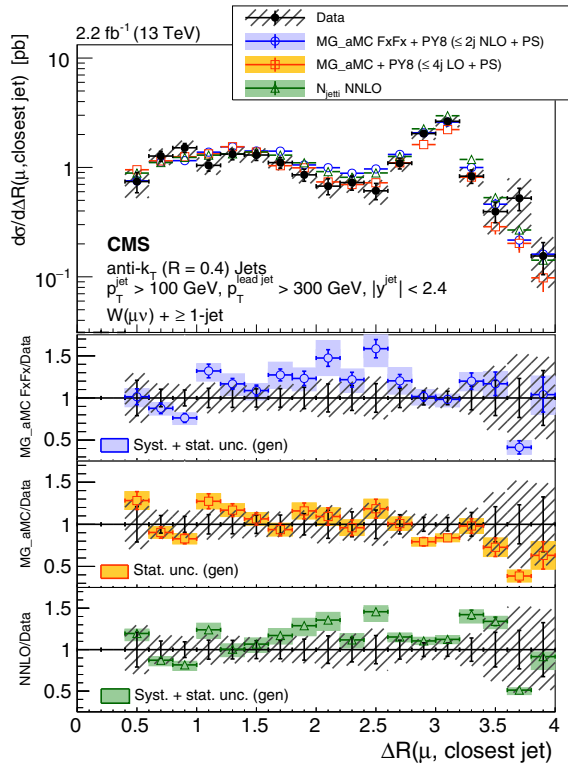 2.2 fb⁻¹ (13 TeV)
Data
MG_aMC FxFx + PY8 (≤ 2j NLO + PS)
MG_aMC + PY8 (≤ 4j LO + PS)
N_jetti NNLO
dσ/dΔR(μ, closest jet) [pb]
10
1
10⁻¹
CMS
anti-k_T (R = 0.4) Jets
p_T^jet > 100 GeV, p_T^lead jet > 300 GeV, |y^jet| < 2.4
W(μν) + ≥ 1-jet
MG_aMC FxFx/Data
1.5
1
0.5
Syst. + stat. unc. (gen)
MG_aMC/Data
1.5
1
0.5
Stat. unc. (gen)
NNLO/Data
1.5
1
0.5
Syst. + stat. unc. (gen)
0 0.5 1 1.5 2 2.5 3 3.5 4
ΔR(μ, closest jet)